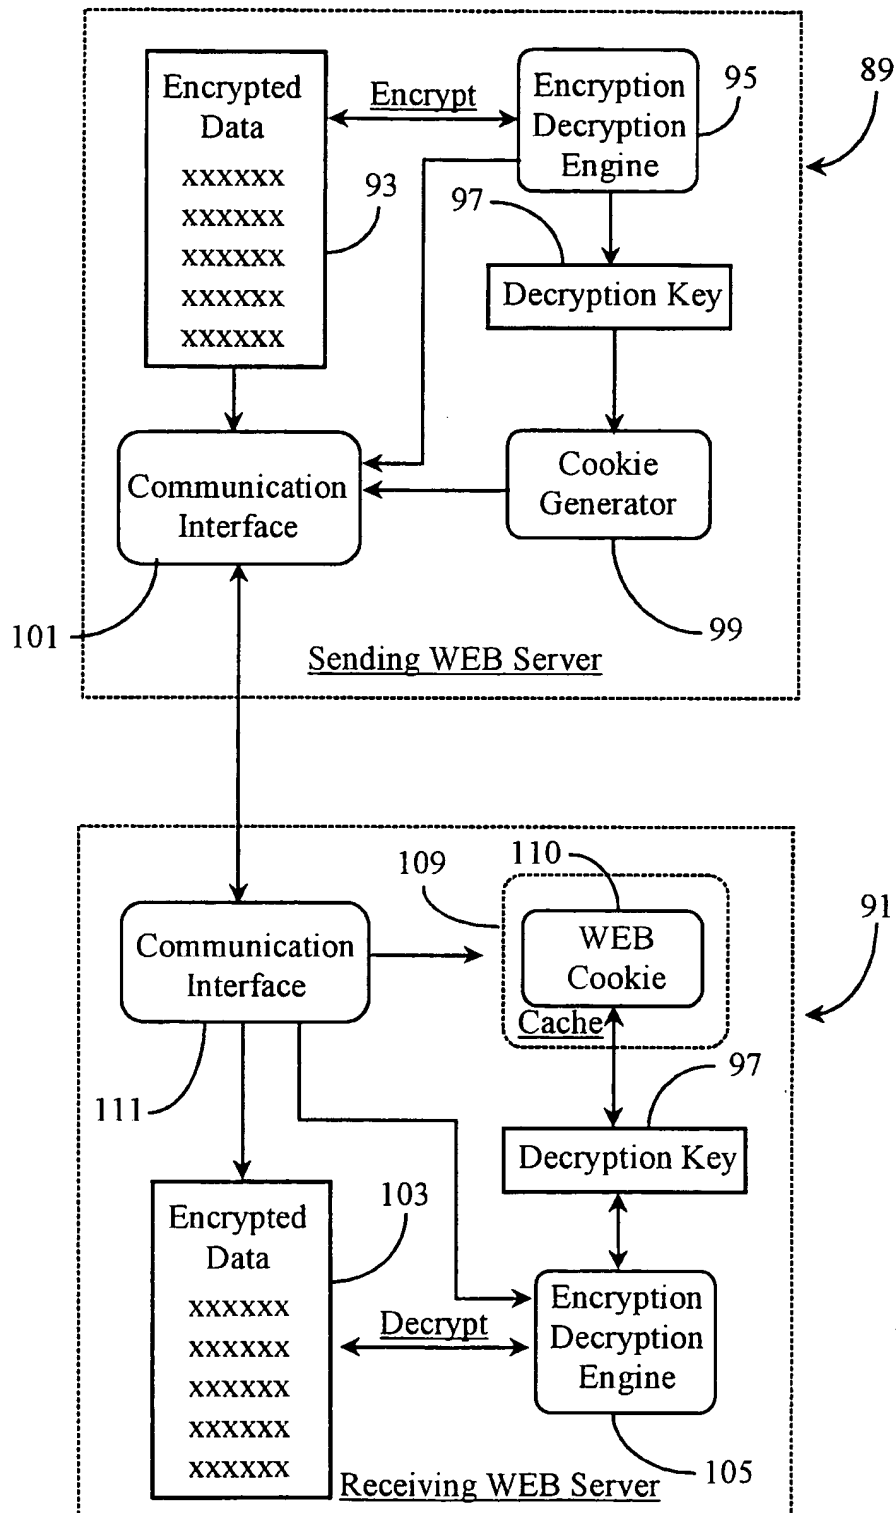 Encrypted
Data
xxxxxx
xxxxxx
xxxxxx
xxxxxx
xxxxxx
93
Encrypt
Encryption
Decryption
Engine
95
89
97
Decryption Key
Communication
Interface
Cookie
Generator
101
99
Sending WEB Server
109
110
WEB
Cookie
Cache
91
Communication
Interface
111
97
Decryption Key
103
Encrypted
Data
xxxxxx
xxxxxx
xxxxxx
xxxxxx
xxxxxx
Decrypt
Encryption
Decryption
Engine
105
Receiving WEB Server